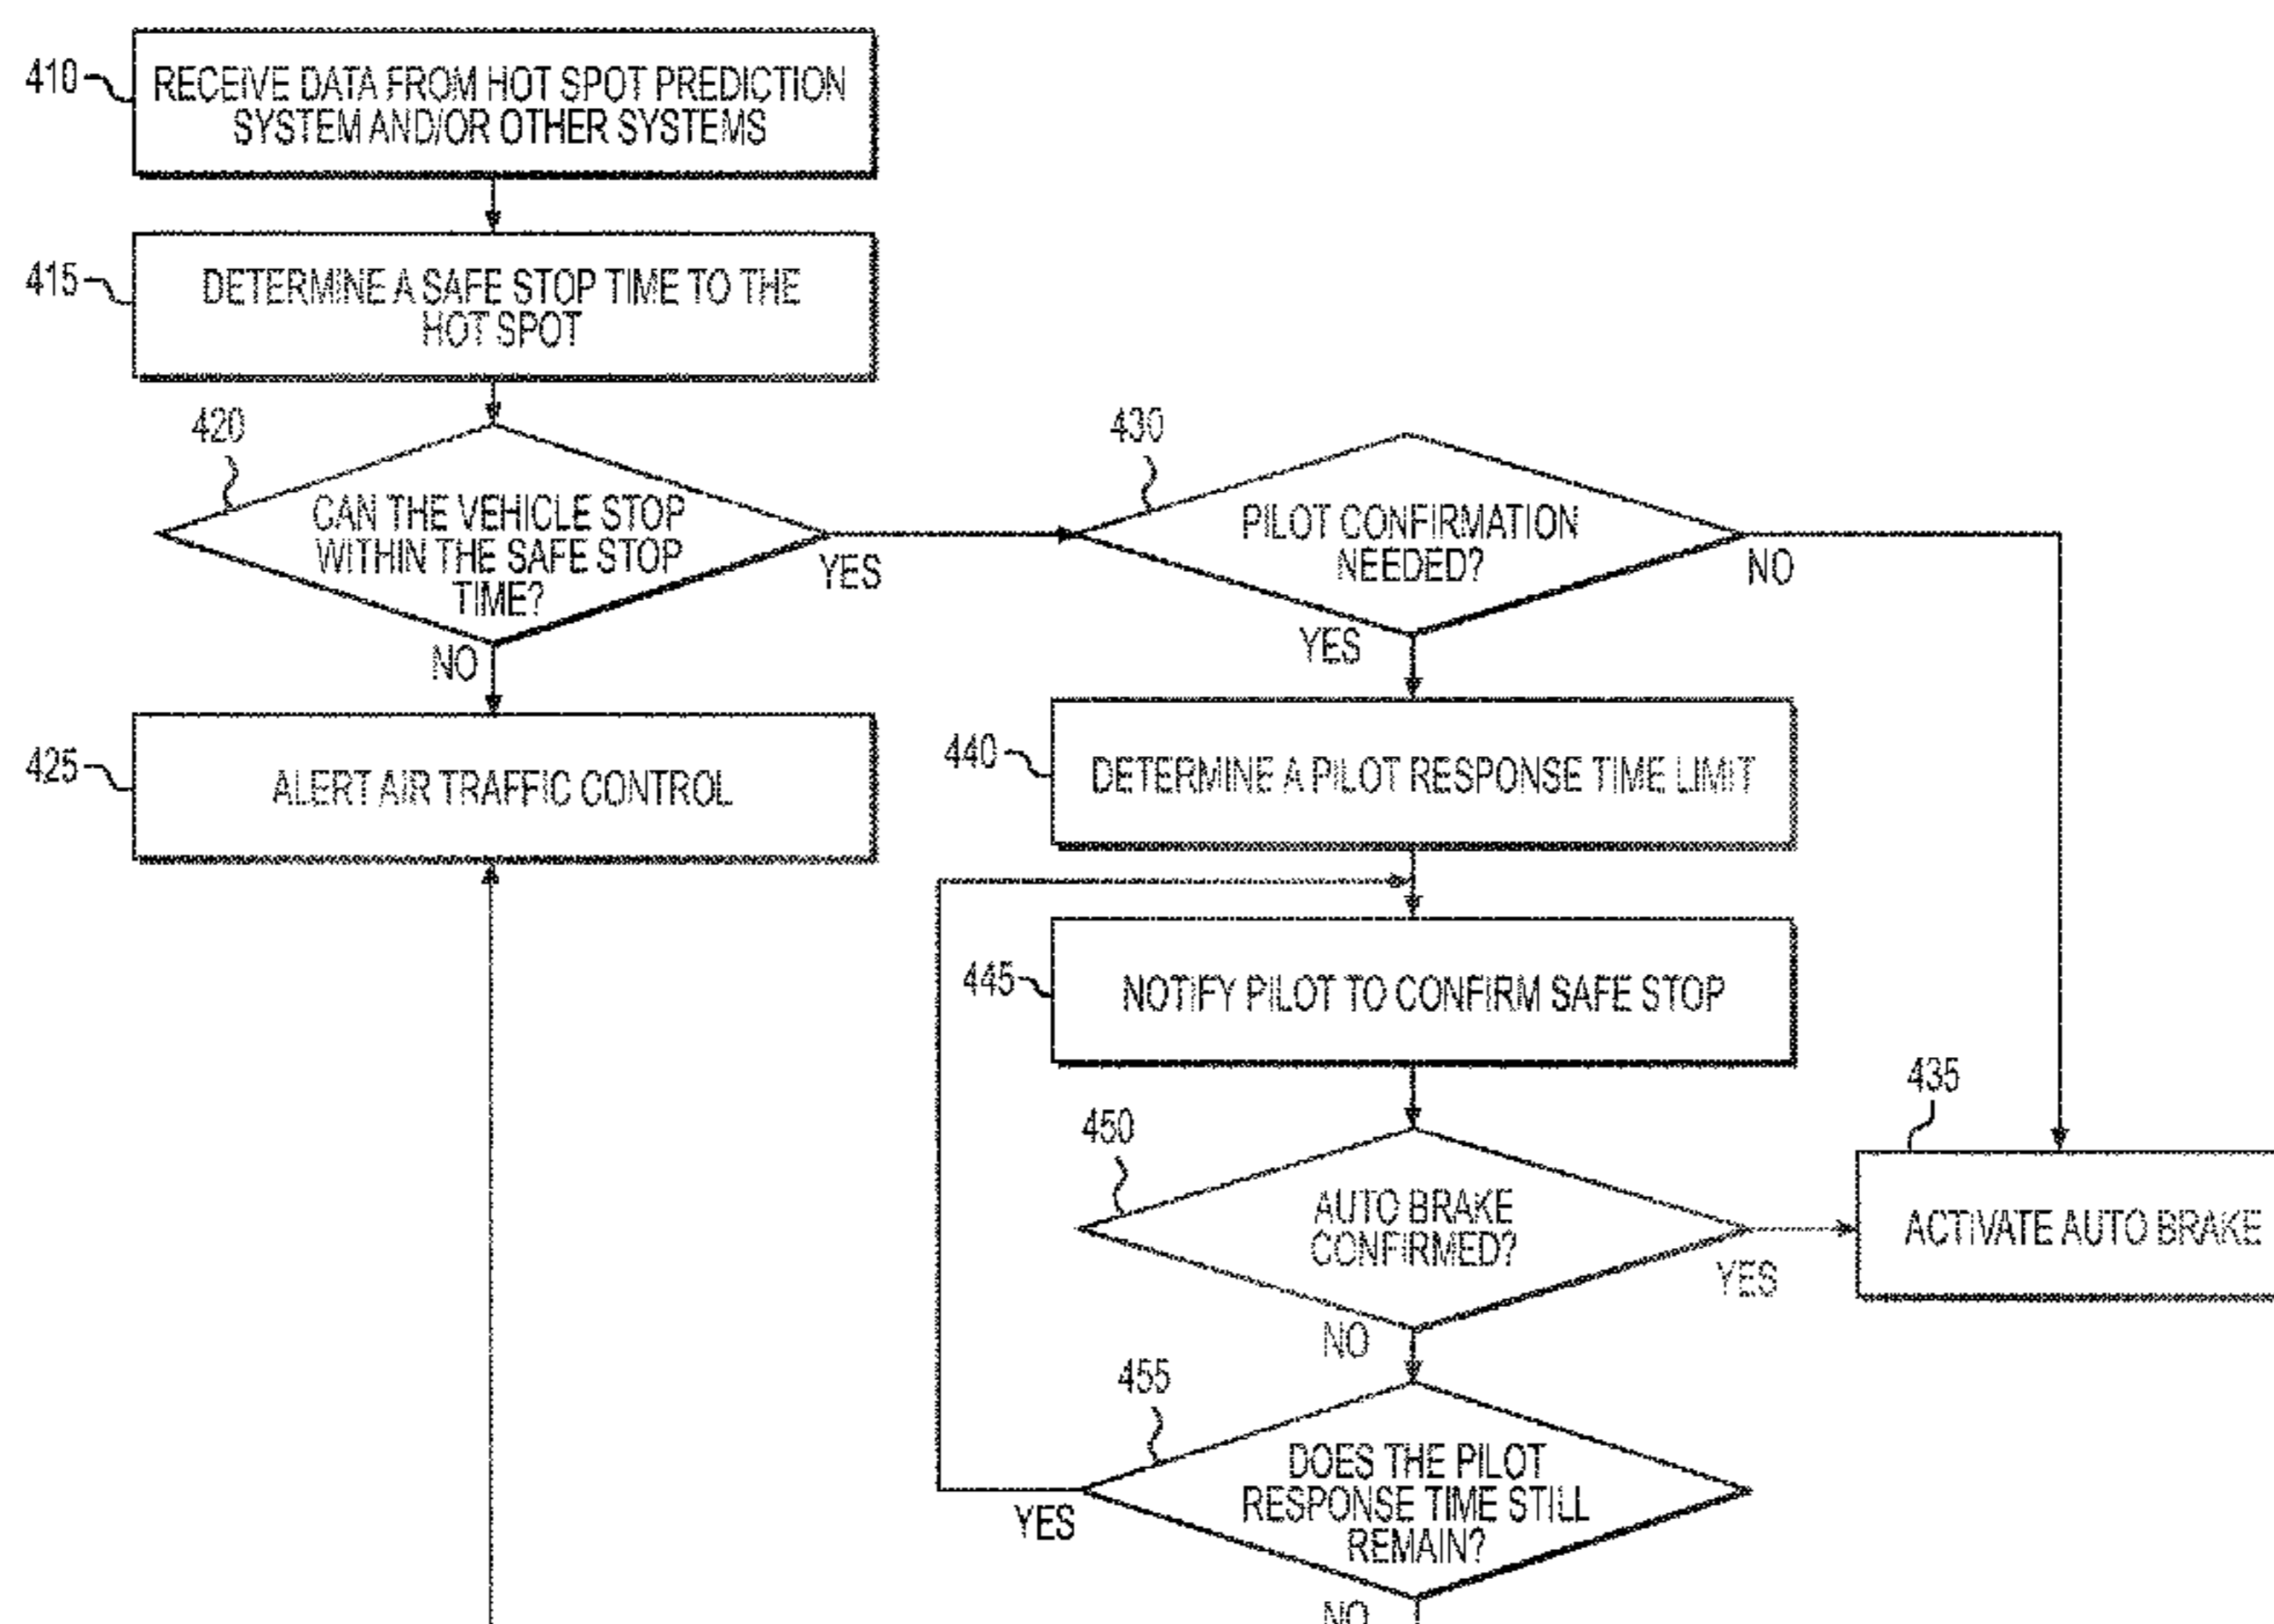 410
RECEIVE DATA FROM HOT SPOT PREDICTION
SYSTEM AND/OR OTHER SYSTEMS
415
DETERMINE A SAFE STOP TIME TO THE
HOT SPOT
420
CAN THE VEHICLE STOP
WITHIN THE SAFE STOP
TIME?
YES
NO
430
PILOT CONFIRMATION
NEEDED?
NO
YES
425
ALERT AIR TRAFFIC CONTROL
440
DETERMINE A PILOT RESPONSE TIME LIMIT
445
NOTIFY PILOT TO CONFIRM SAFE STOP
450
AUTO BRAKE
CONFIRMED?
YES
NO
435
ACTIVATE AUTO BRAKE
455
DOES THE PILOT
RESPONSE TIME STILL
REMAIN?
YES
NO